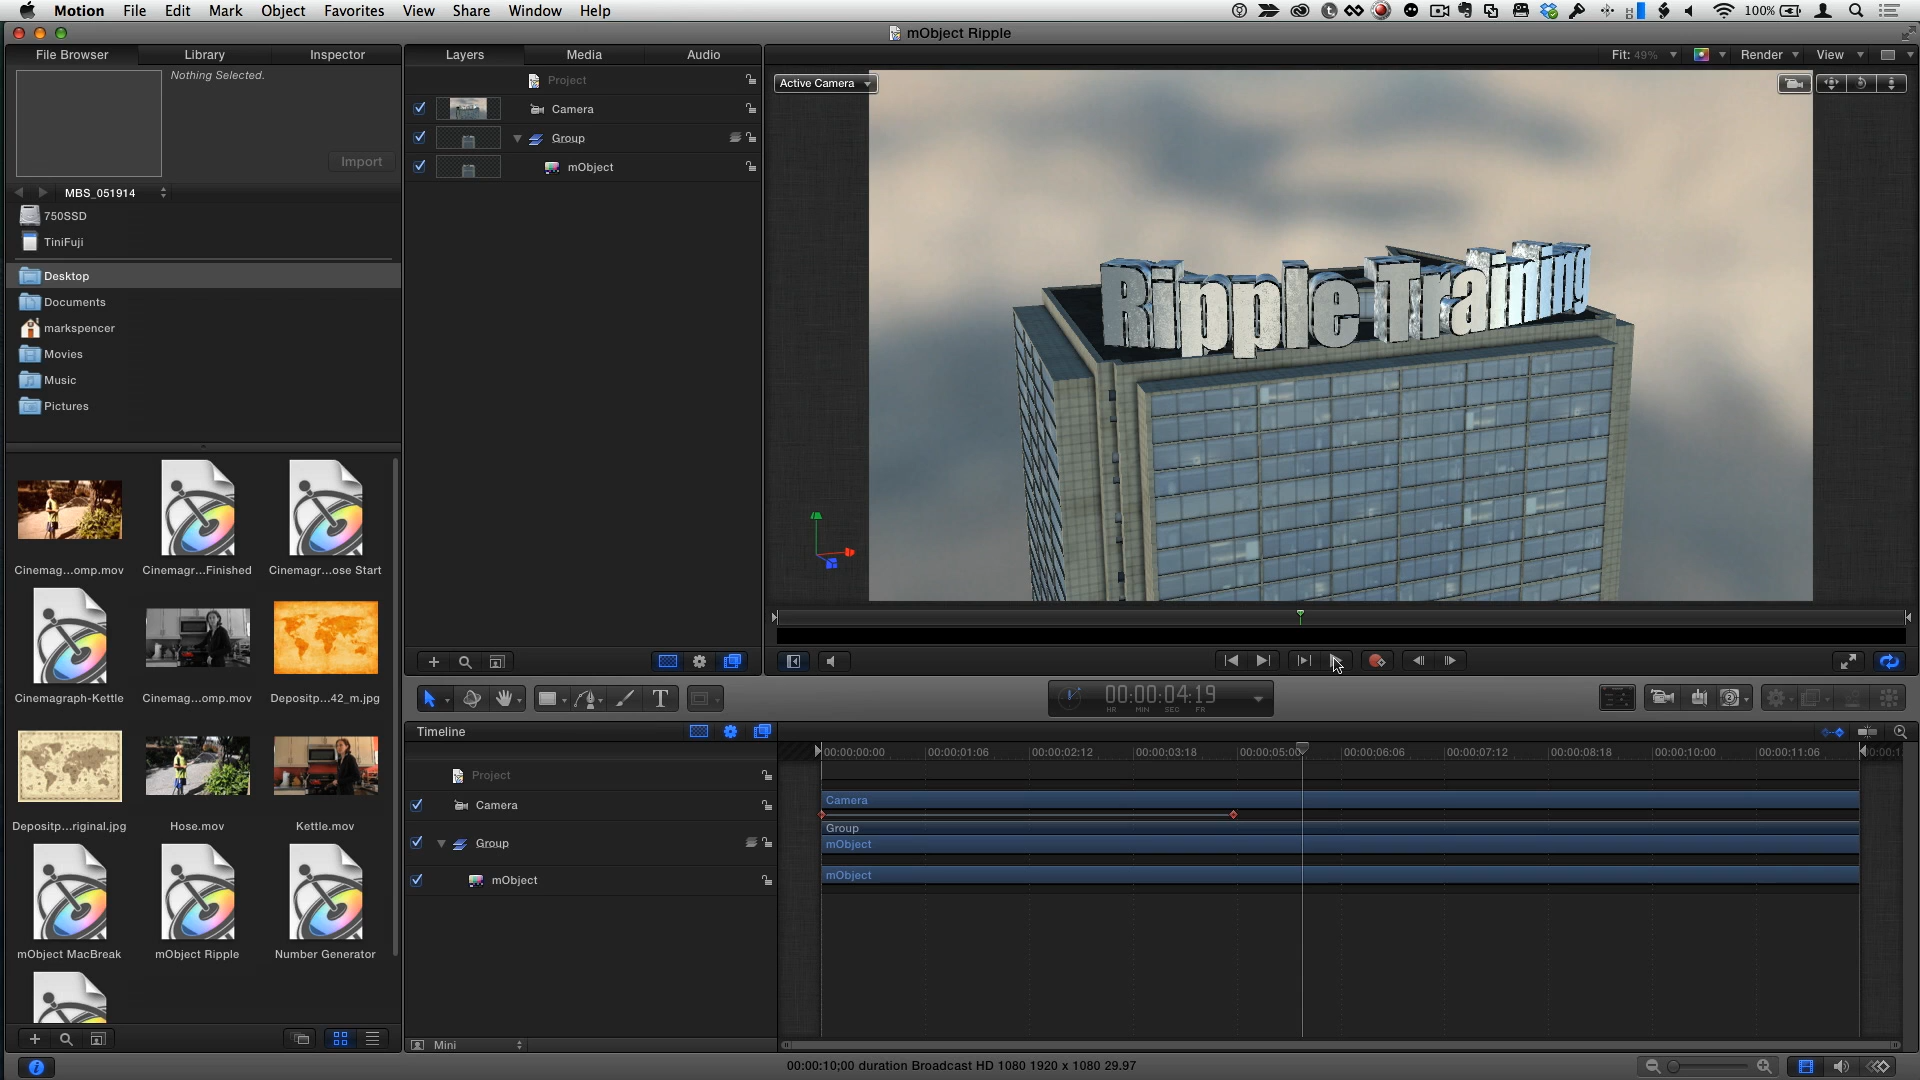 Motion File Edit Mark Object Favorites View Share Window Help
100%
mObject Ripple
File Browser Library Inspector
Layers Media Audio
Fit: 49% Render View
Nothing Selected.
Import
MBS_051914
750SSD
TiniFuji
Desktop
Documents
markspencer
Movies
Music
Pictures
Project
Camera
Group
mObject
Active Camera
Ripple Training
Cinemag...omp.mov Cinemagr...Finished Cinemagr...ose Start
Cinemagraph-Kettle Cinemag...omp.mov Depositp...42_m.jpg
Depositp...riginal.jpg Hose.mov Kettle.mov
mObject MacBreak mObject Ripple Number Generator
T
00:00:04:19
HR MIN SEC FR
Timeline
00:00:00:00 00:00:01:06 00:00:02:12 00:00:03:18 00:00:06:06 00:00:07:12 00:00:08:18 00:00:10:00 00:00:11:06
Project
Camera
Group
mObject
Camera
Group
mObject
mObject
Mini
00:00:10;00 duration Broadcast HD 1080 1920 x 1080 29.97